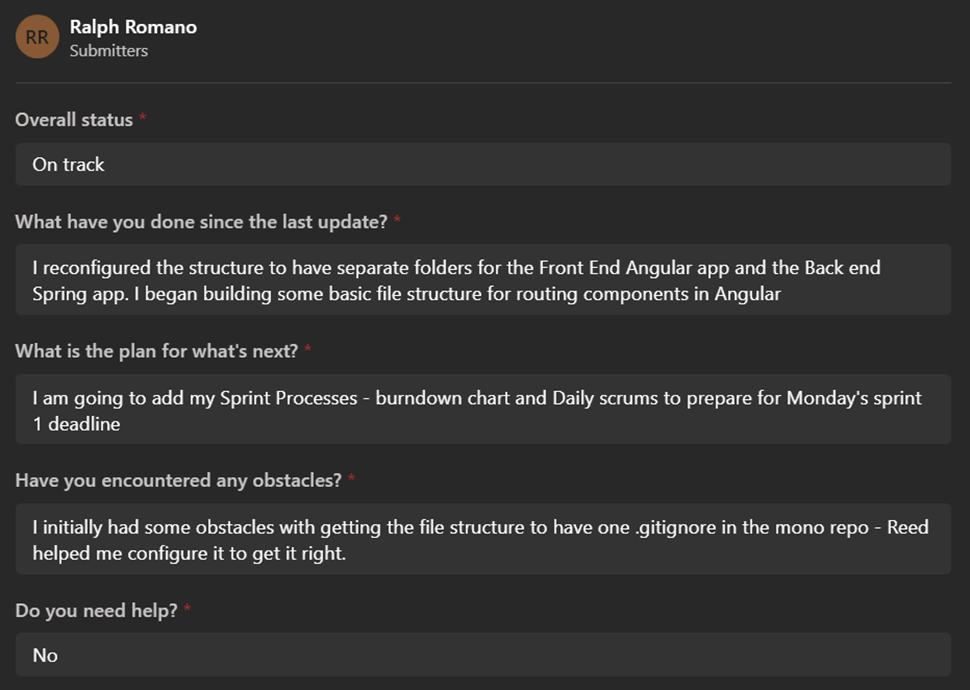 RR
Ralph Romano
Submitters
Overall status *
On track
What have you done since the last update? *
I reconfigured the structure to have separate folders for the Front End Angular app and the Back end
Spring app. I began building some basic file structure for routing components in Angular
What is the plan for what's next? *
I am going to add my Sprint Processes - burndown chart and Daily scrums to prepare for Monday's sprint
1 deadline
Have you encountered any obstacles? *
I initially had some obstacles with getting the file structure to have one .gitignore in the mono repo - Reed
helped me configure it to get it right.
Do you need help? *
No